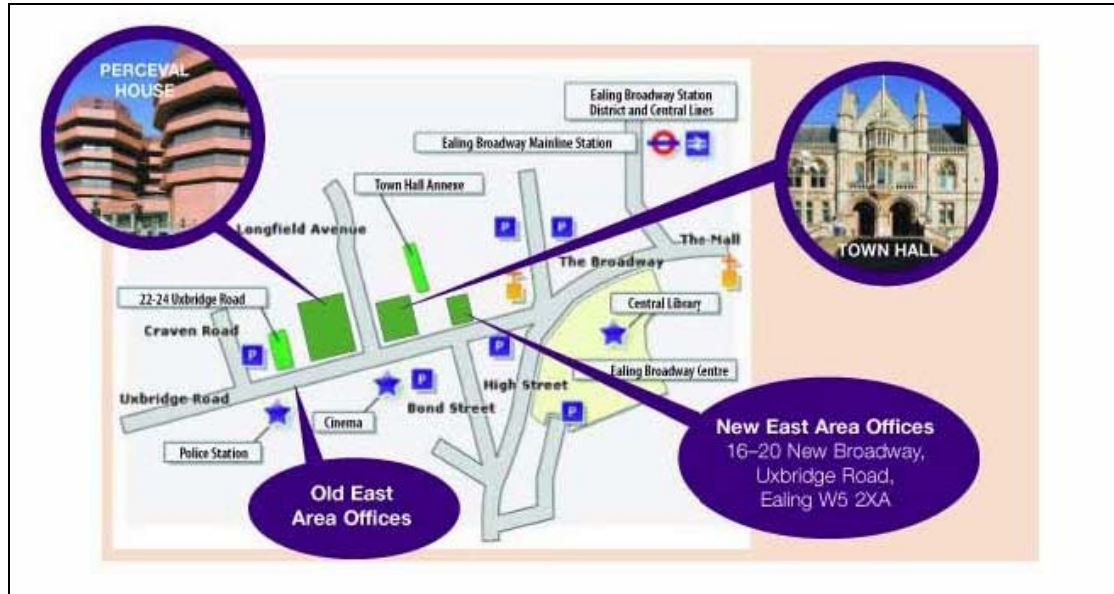 PERCEVAL
HOUSE
Ealing Broadway Station
District and Central Lines
Ealing Broadway Mainline Station
Town Hall Annexe
Longfield Avenue
P
P
The Mall
TOWN HALL
The Broadway
22-24 Uxbridge Road
Central Library
Craven Road
P
P
High Street
Ealing Broadway Centre
Uxbridge Road
Cinema
P
Bond Street
P
Police Station
New East Area Offices
16–20 New Broadway,
Uxbridge Road,
Ealing W5 2XA
Old East
Area Offices